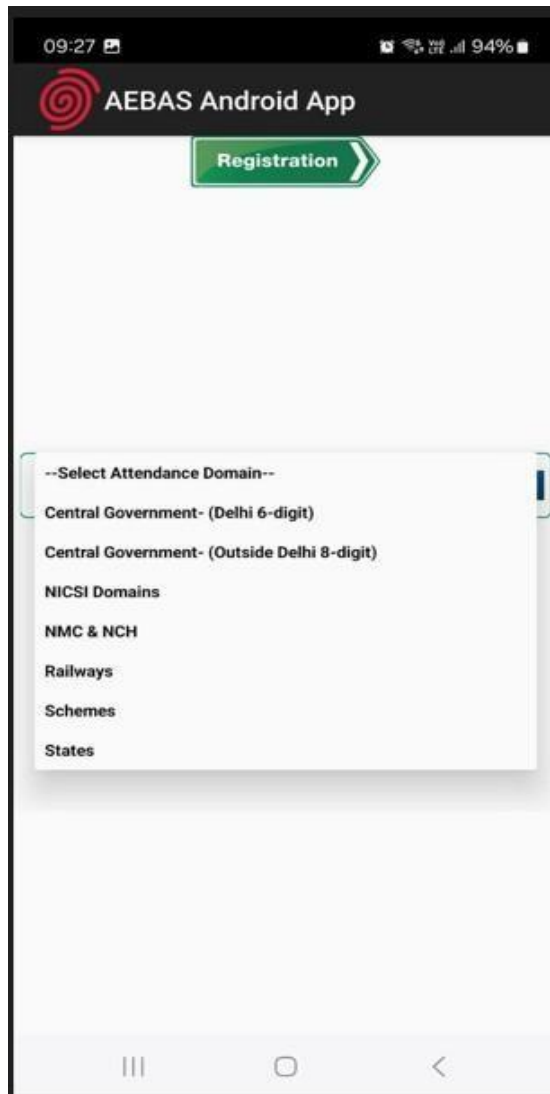 09:27 94%
AEBAS Android App
Registration
--Select Attendance Domain--
Central Government- (Delhi 6-digit)
Central Government- (Outside Delhi 8-digit)
NICSI Domains
NMC & NCH
Railways
Schemes
States